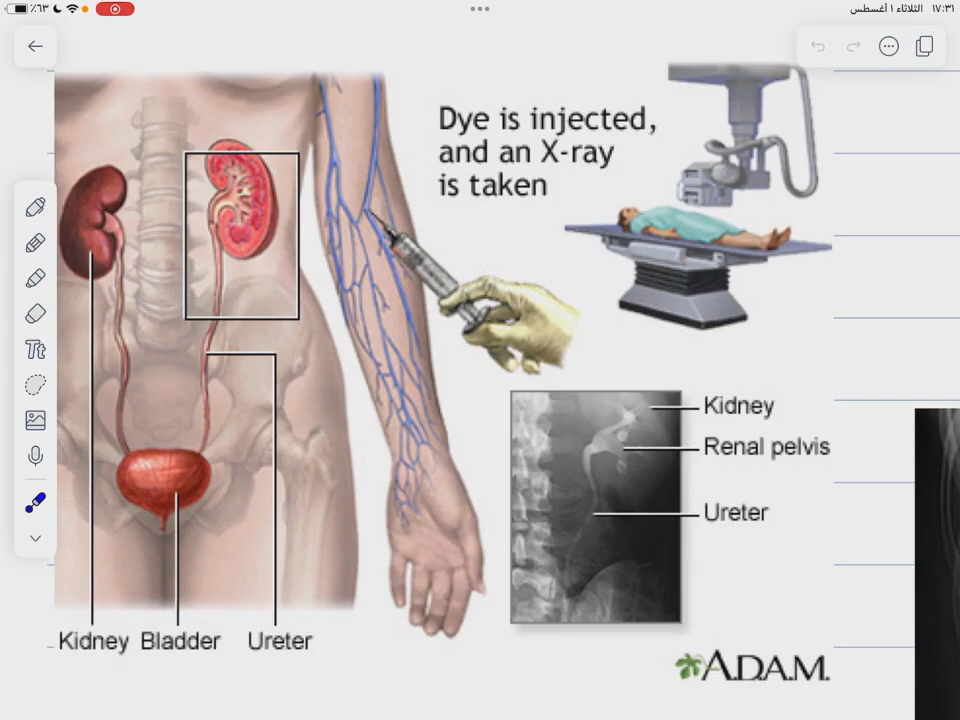 ١٧:٣١ الثلاثاء ١ أغسطس
٪٦٣
Dye is injected,
and an X-ray
is taken
Kidney
Renal pelvis
Ureter
Kidney Bladder Ureter
A.D.A.M.
Tt